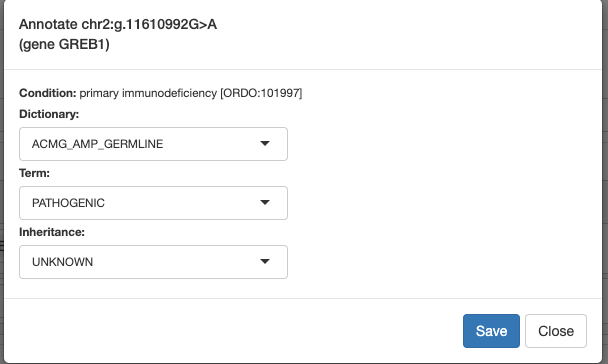 Annotate chr2:g.11610992G>A
(gene GREB1)
Condition: primary immunodeficiency [ORDO:101997]
Dictionary:
ACMG_AMP_GERMLINE
Term:
PATHOGENIC
Inheritance:
UNKNOWN
Save Close